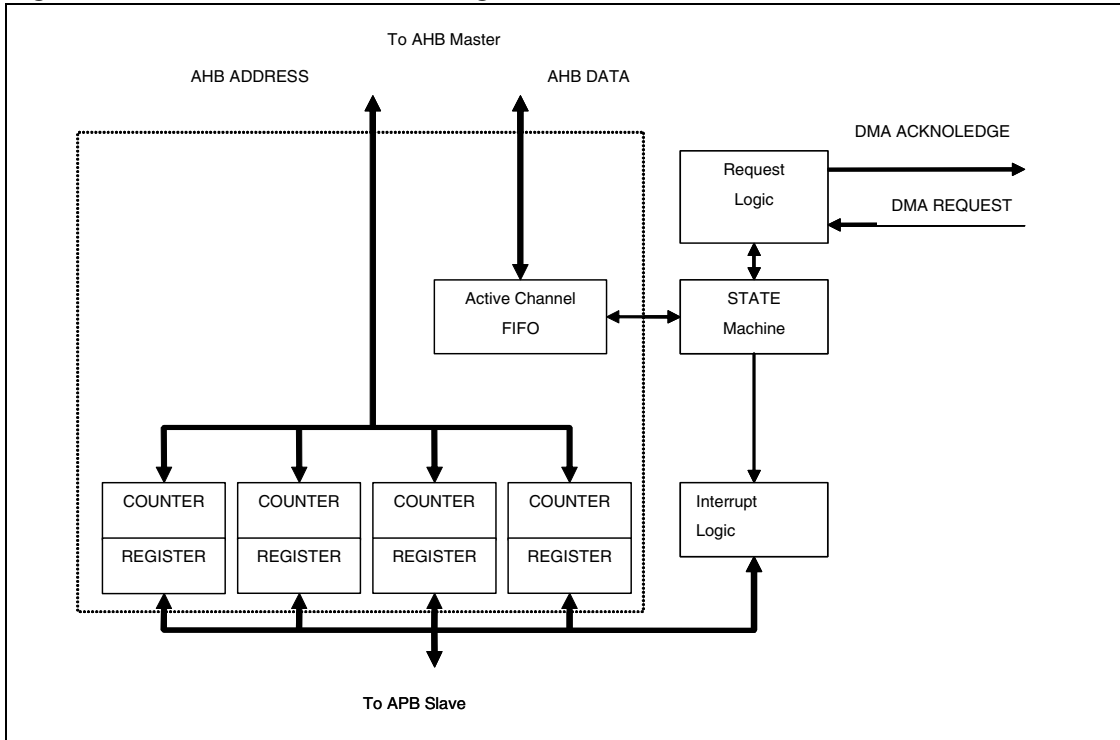 To AHB Master
AHB ADDRESS
AHB DATA
DMA ACKNOLEDGE
Request
Logic
DMA REQUEST
Active Channel
FIFO
STATE
Machine
COUNTER
COUNTER
COUNTER
COUNTER
REGISTER
REGISTER
REGISTER
REGISTER
Interrupt
Logic
To APB Slave